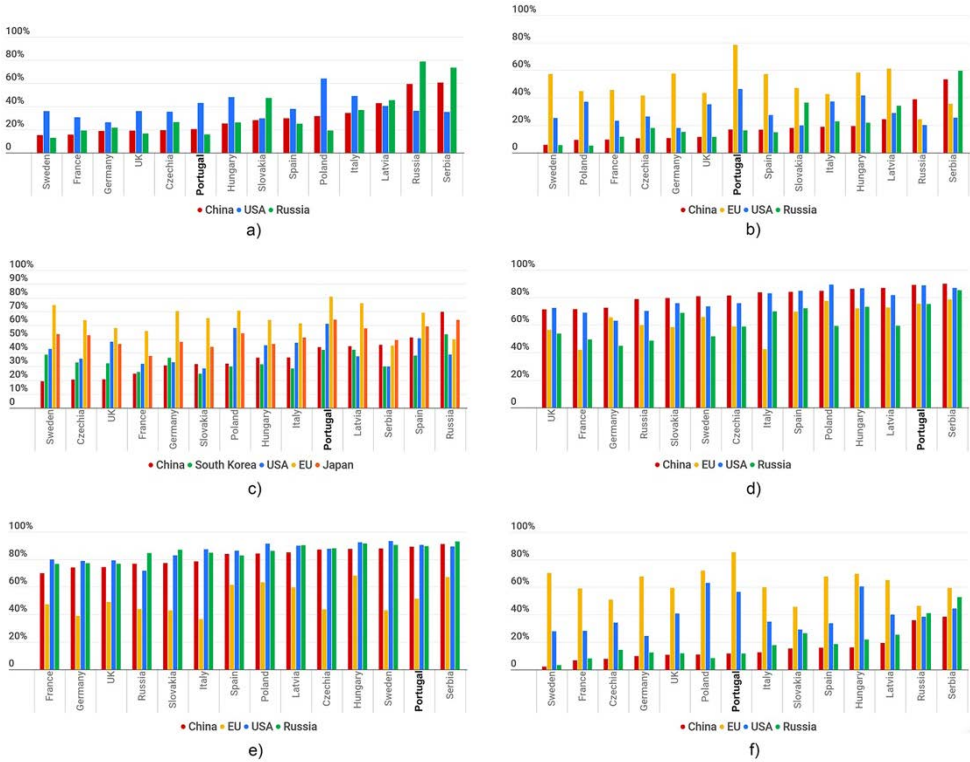 100%
80%
60%
40%
20%
0
Sweden
France
Germany
UK
Czechia
Portugal
Hungary
Slovakia
Spain
Poland
Italy
Latvia
Russia
Serbia
China USA Russia
a)
100%
80%
60%
40%
20%
0
Sweden
Poland
France
Czechia
Germany
UK
Portugal
Spain
Slovakia
Italy
Hungary
Latvia
Russia
Serbia
China EU USA Russia
b)
100%
90%
80%
70%
60%
50%
40%
30%
20%
10%
0
Sweden
Czechia
UK
France
Germany
Slovakia
Poland
Hungary
Italy
Portugal
Latvia
Serbia
Spain
Russia
China South Korea USA EU Japan
c)
100%
80%
60%
40%
20%
0
UK
France
Germany
Russia
Slovakia
Sweden
Czechia
Italy
Spain
Poland
Hungary
Latvia
Portugal
Serbia
China EU USA Russia
d)
100%
80%
60%
40%
20%
0
France
Germany
UK
Russia
Slovakia
Italy
Spain
Poland
Latvia
Czechia
Hungary
Sweden
Portugal
Serbia
China EU USA Russia
e)
100%
80%
60%
40%
20%
0
Sweden
France
Czechia
Germany
UK
Poland
Portugal
Italy
Slovakia
Spain
Hungary
Latvia
Russia
Serbia
China EU USA Russia
f)